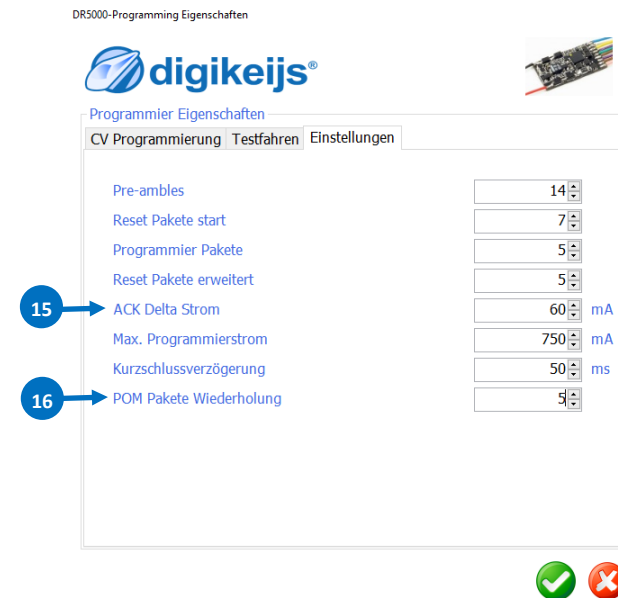 DR5000-Programming Eigenschaften
digikeijs®
Programmier Eigenschaften
CV Programmierung Testfahren Einstellungen
Pre-ambles 14
Reset Pakete start 7
Programmier Pakete 5
Reset Pakete erweitert 5
15 ACK Delta Strom 60 mA
Max. Programmierstrom 750 mA
Kurzschlussverzögerung 50 ms
16 POM Pakete Wiederholung 5